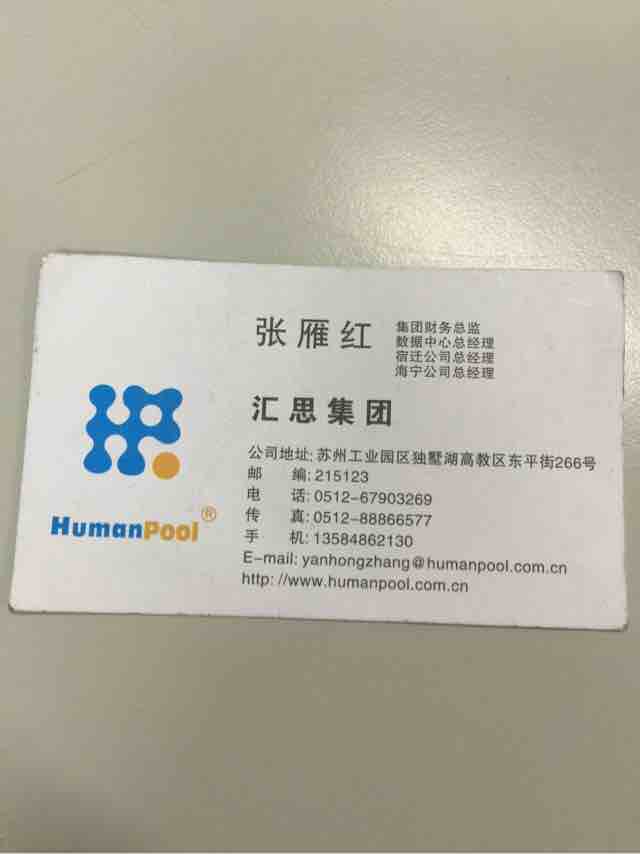 张雁红
集团财务总监
数据中心总经理
宿迁公司总经理
海宁公司总经理
汇思集团
公司地址: 苏州工业园区独墅湖高教区东平街266号
邮 编: 215123
电 话: 0512-67903269
传 真: 0512-88866577
手 机: 13584862130
E-mail: yanhongzhang@humanpool.com.cn
http: //www.humanpool.com.cn
HumanPool®